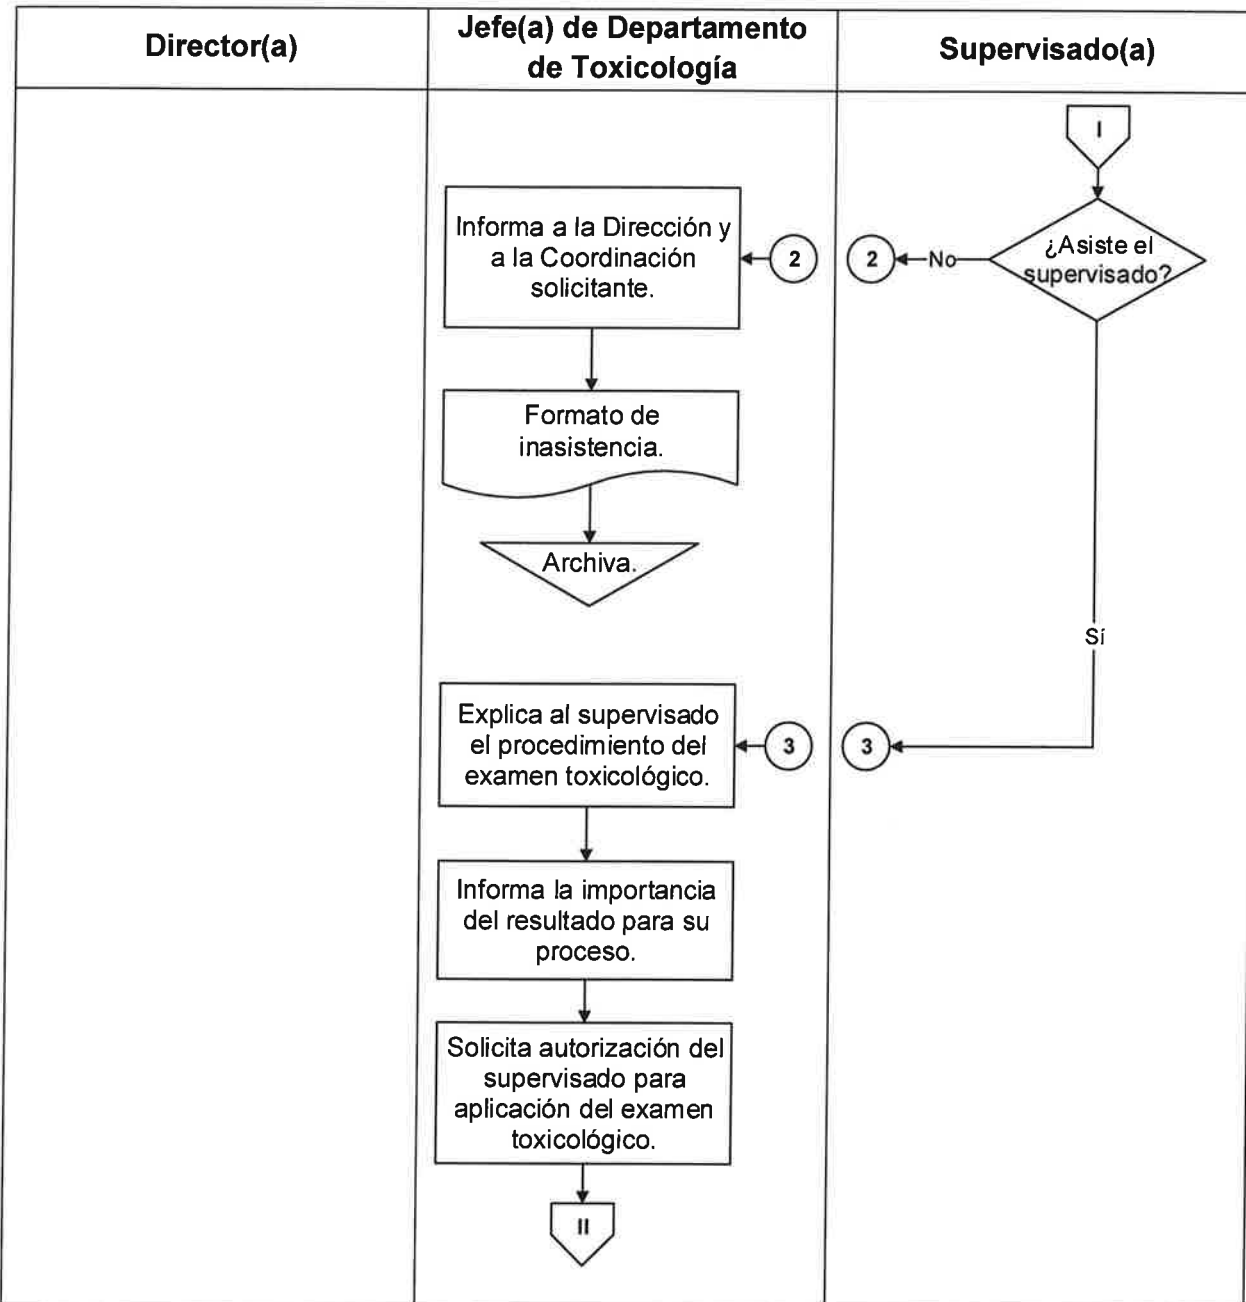 Director(a)
Jefe(a) de Departamento
de Toxicología
Supervisado(a)
I
¿Asiste el
supervisado?
No
2
2
Informa a la Dirección y
a la Coordinación
solicitante.
Formato de
inasistencia.
Archiva.
Sí
3
3
Explica al supervisado
el procedimiento del
examen toxicológico.
Informa la importancia
del resultado para su
proceso.
Solicita autorización del
supervisado para
aplicación del examen
toxicológico.
II